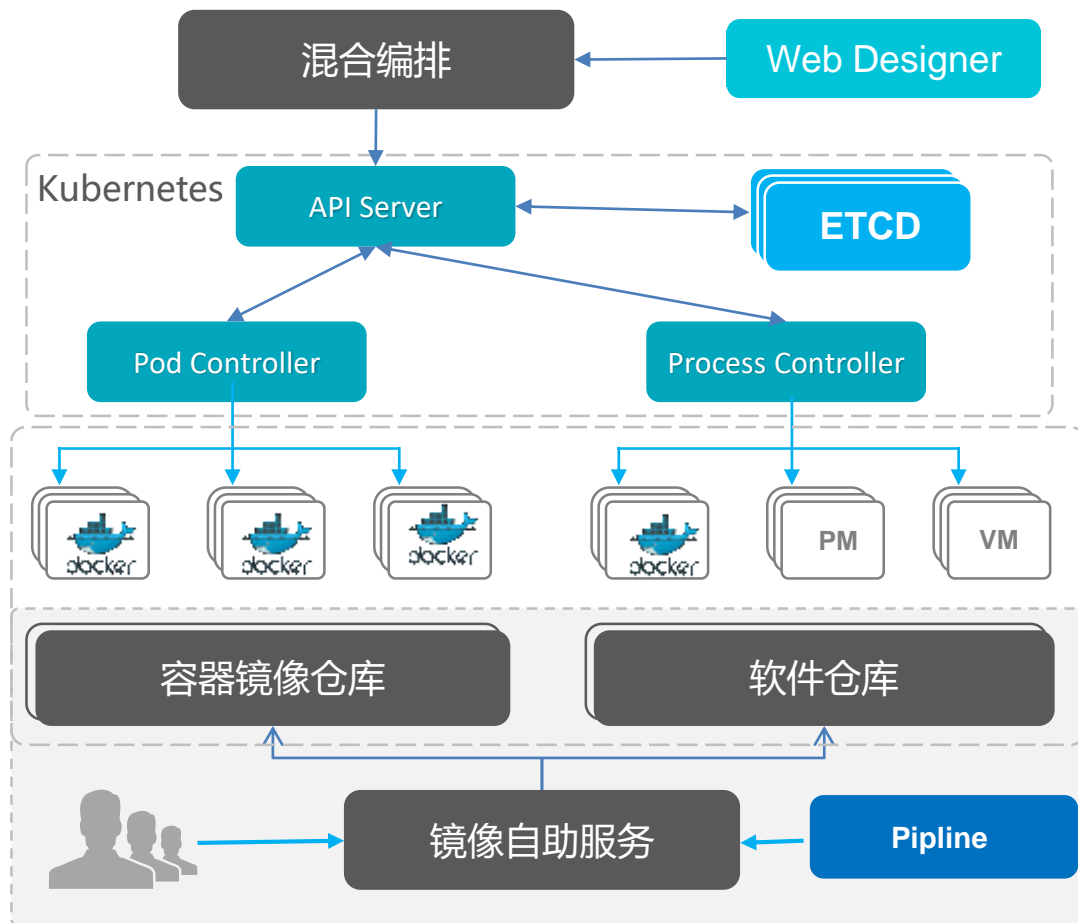 混合编排
Web Designer
Kubernetes
API Server
ETCD
Pod Controller
Process Controller
docker
docker
docker
docker
PM
VM
容器镜像仓库
软件仓库
镜像自助服务
Pipline